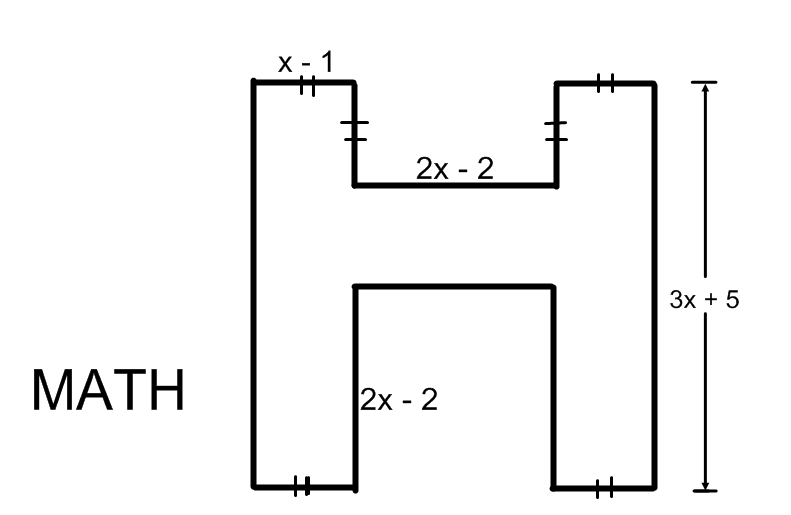 x - 1
2x - 2
3x + 5
MATH
2x - 2